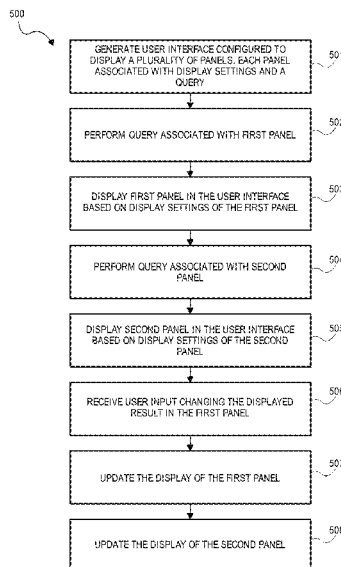 500
GENERATE USER INTERFACE CONFIGURED TO
DISPLAY A PLURALITY OF PANELS, EACH PANEL
ASSOCIATED WITH DISPLAY SETTINGS AND A
QUERY
PERFORM QUERY ASSOCIATED WITH FIRST PANEL
DISPLAY FIRST PANEL IN THE USER INTERFACE
BASED ON DISPLAY SETTINGS OF THE FIRST PANEL
PERFORM QUERY ASSOCIATED WITH SECOND
PANEL
DISPLAY SECOND PANEL IN THE USER INTERFACE
BASED ON DISPLAY SETTINGS OF THE SECOND
PANEL
RECEIVE USER INPUT CHANGING THE DISPLAYED
RESULT IN THE FIRST PANEL
UPDATE THE DISPLAY OF THE FIRST PANEL
UPDATE THE DISPLAY OF THE SECOND PANEL